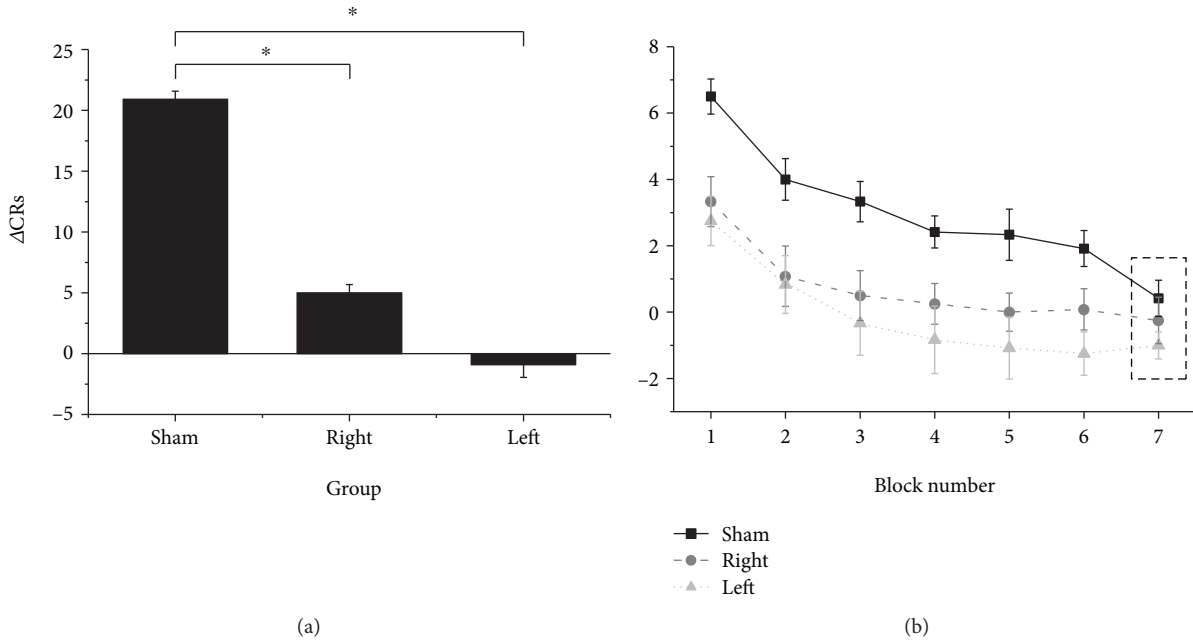 *
*
25
20
15
10
5
0
−5
ΔCRs
Sham Right Left
Group
(a)
8
6
4
2
0
−2
1 2 3 4 5 6 7
Block number
Sham
Right
Left
(b)